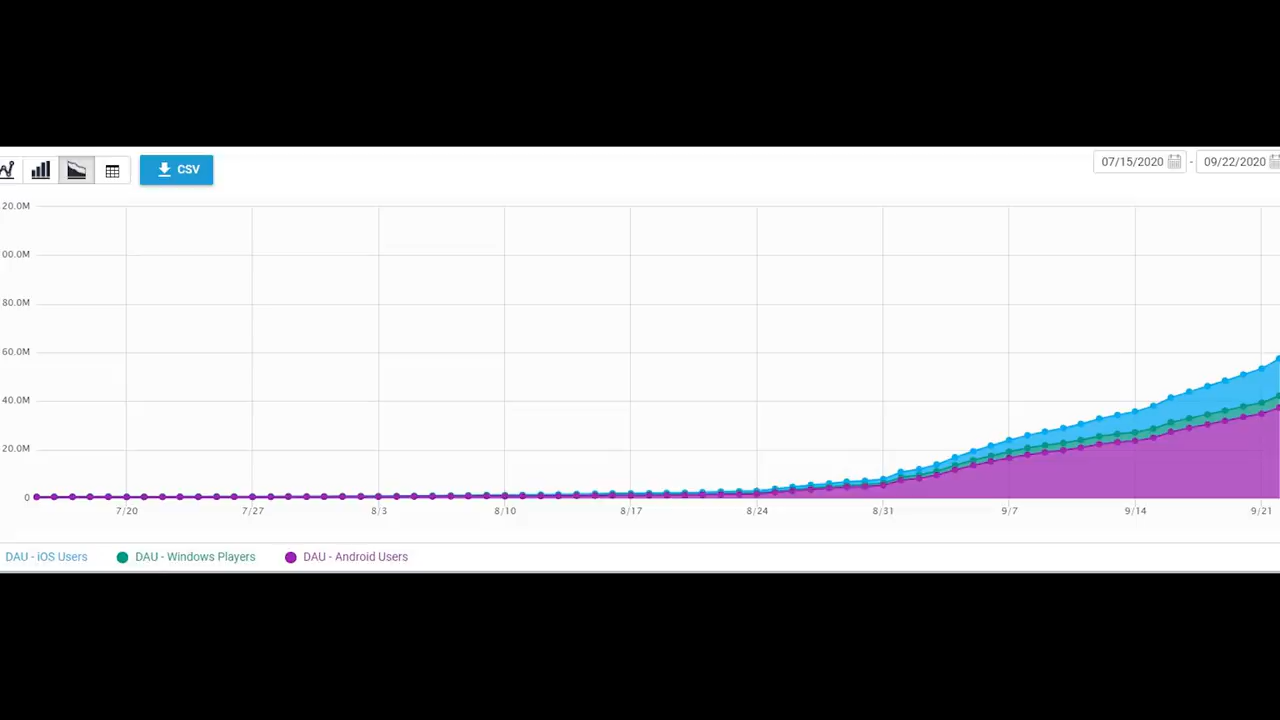 CSV
07/15/2020 - 09/22/2020
20.0M
00.0M
80.0M
60.0M
40.0M
20.0M
0
7/20 7/27 8/3 8/10 8/17 8/24 8/31 9/7 9/14 9/21
DAU - iOS Users DAU - Windows Players DAU - Android Users